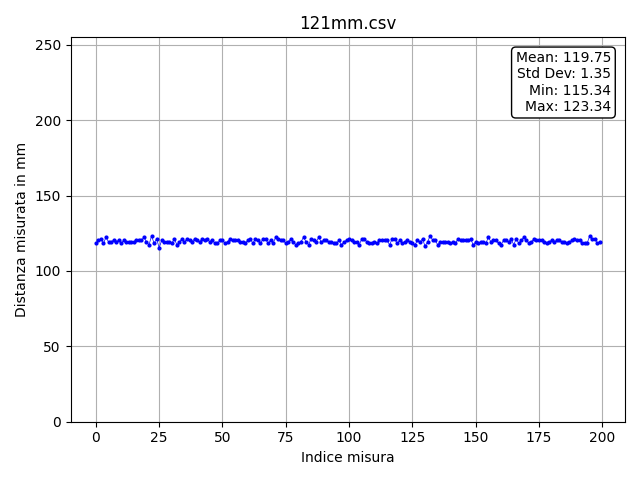 121mm.csv
250
200
150
100
50
0
Distanza misurata in mm
Mean: 119.75
Std Dev: 1.35
Min: 115.34
Max: 123.34
0 25 50 75 100 125 150 175 200
Indice misura